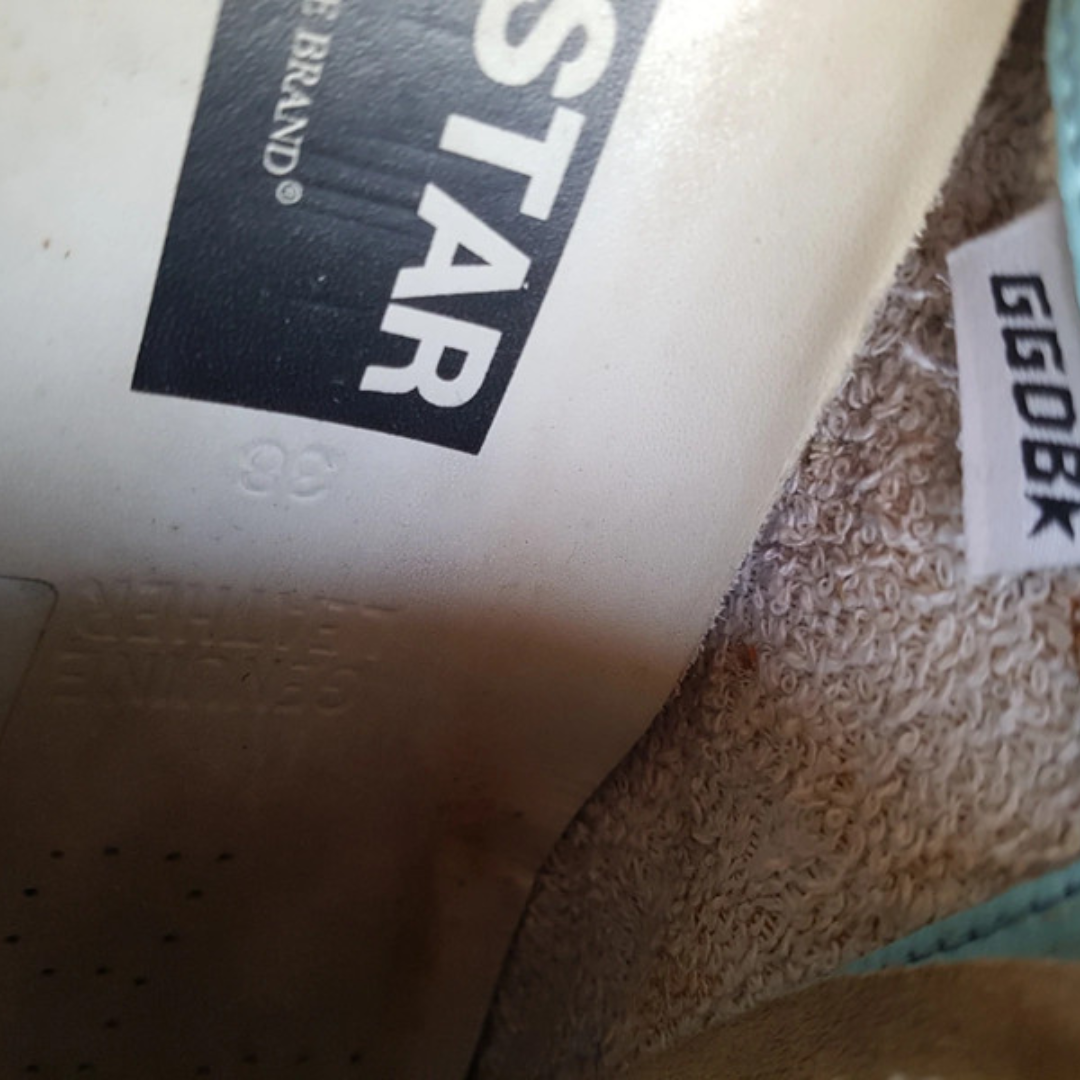 STAR
E BRAND®
38
GENUINE
LEATHER
GGDB★